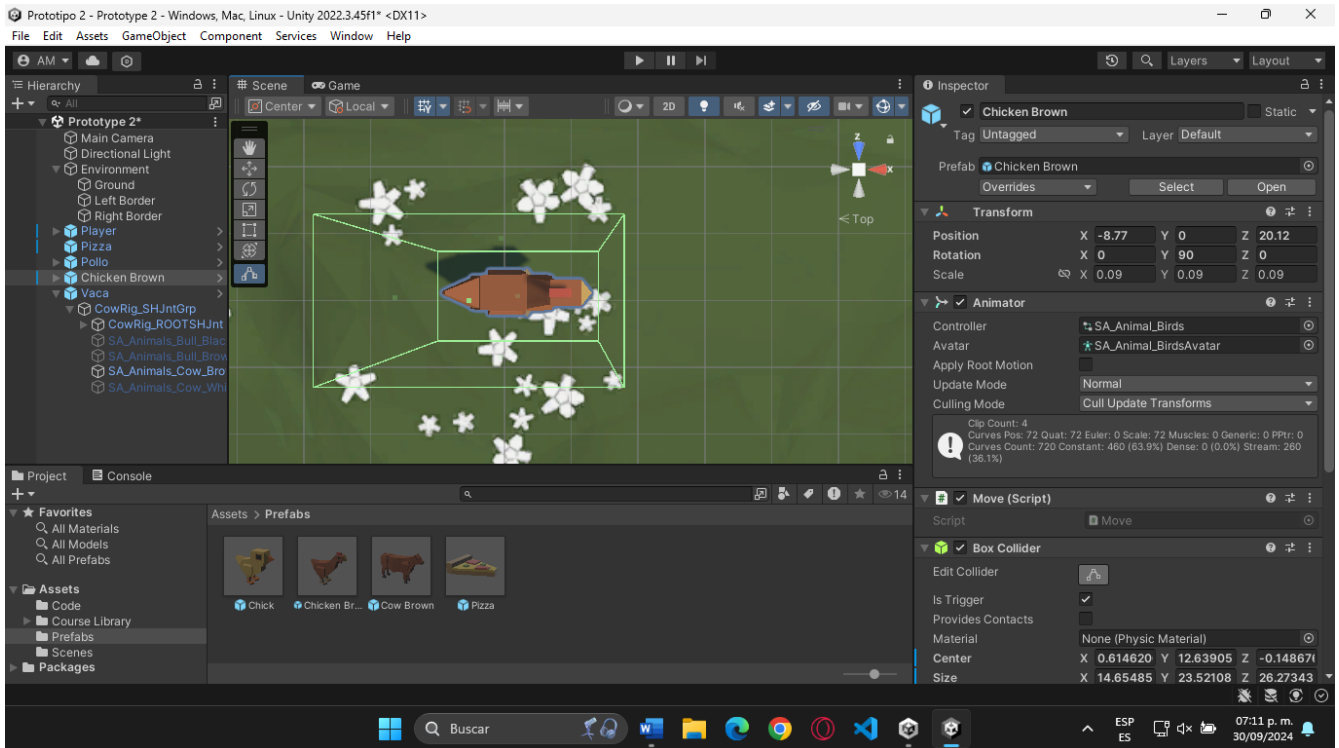 Prototipo 2 - Prototype 2 - Windows, Mac, Linux - Unity 2022.3.45f1* <DX11>
File Edit Assets GameObject Component Services Window Help
AM
Layers Layout
Hierarchy
All
Prototype 2*
Main Camera
Directional Light
Environment
Ground
Left Border
Right Border
Player
Pizza
Pollo
Chicken Brown
Vaca
CowRig_SHJntGrp
CowRig_ROOTSHJnt
SA_Animals_Bull_Blac
SA_Animals_Bull_Brow
SA_Animals_Cow_Bro
SA_Animals_Cow_Whi
Scene Game
Center Local 2D
z
x
Top
Inspector
Chicken Brown Static
Tag Untagged Layer Default
Prefab Chicken Brown
Overrides Select Open
Transform
Position X -8.77 Y 0 Z 20.12
Rotation X 0 Y 90 Z 0
Scale X 0.09 Y 0.09 Z 0.09
Animator
Controller SA_Animal_Birds
Avatar SA_Animal_BirdsAvatar
Apply Root Motion
Update Mode Normal
Culling Mode Cull Update Transforms
Clip Count: 4
Curves Pos: 72 Quat: 72 Euler: 0 Scale: 72 Muscles: 0 Generic: 0 PPtr: 0
Curves Count: 720 Constant: 460 (63.9%) Dense: 0 (0.0%) Stream: 260
(36.1%)
Move (Script)
Script Move
Box Collider
Edit Collider
Is Trigger
Provides Contacts
Material None (Physic Material)
Center X 0.614620 Y 12.63905 Z -0.14867
Size X 14.65485 Y 23.52108 Z 26.27343
Project Console
14
Favorites
All Materials
All Models
All Prefabs
Assets
Code
Course Library
Prefabs
Scenes
Packages
Assets > Prefabs
Chick Chicken Br... Cow Brown Pizza
Buscar
ESP
ES
07:11 p. m.
30/09/2024